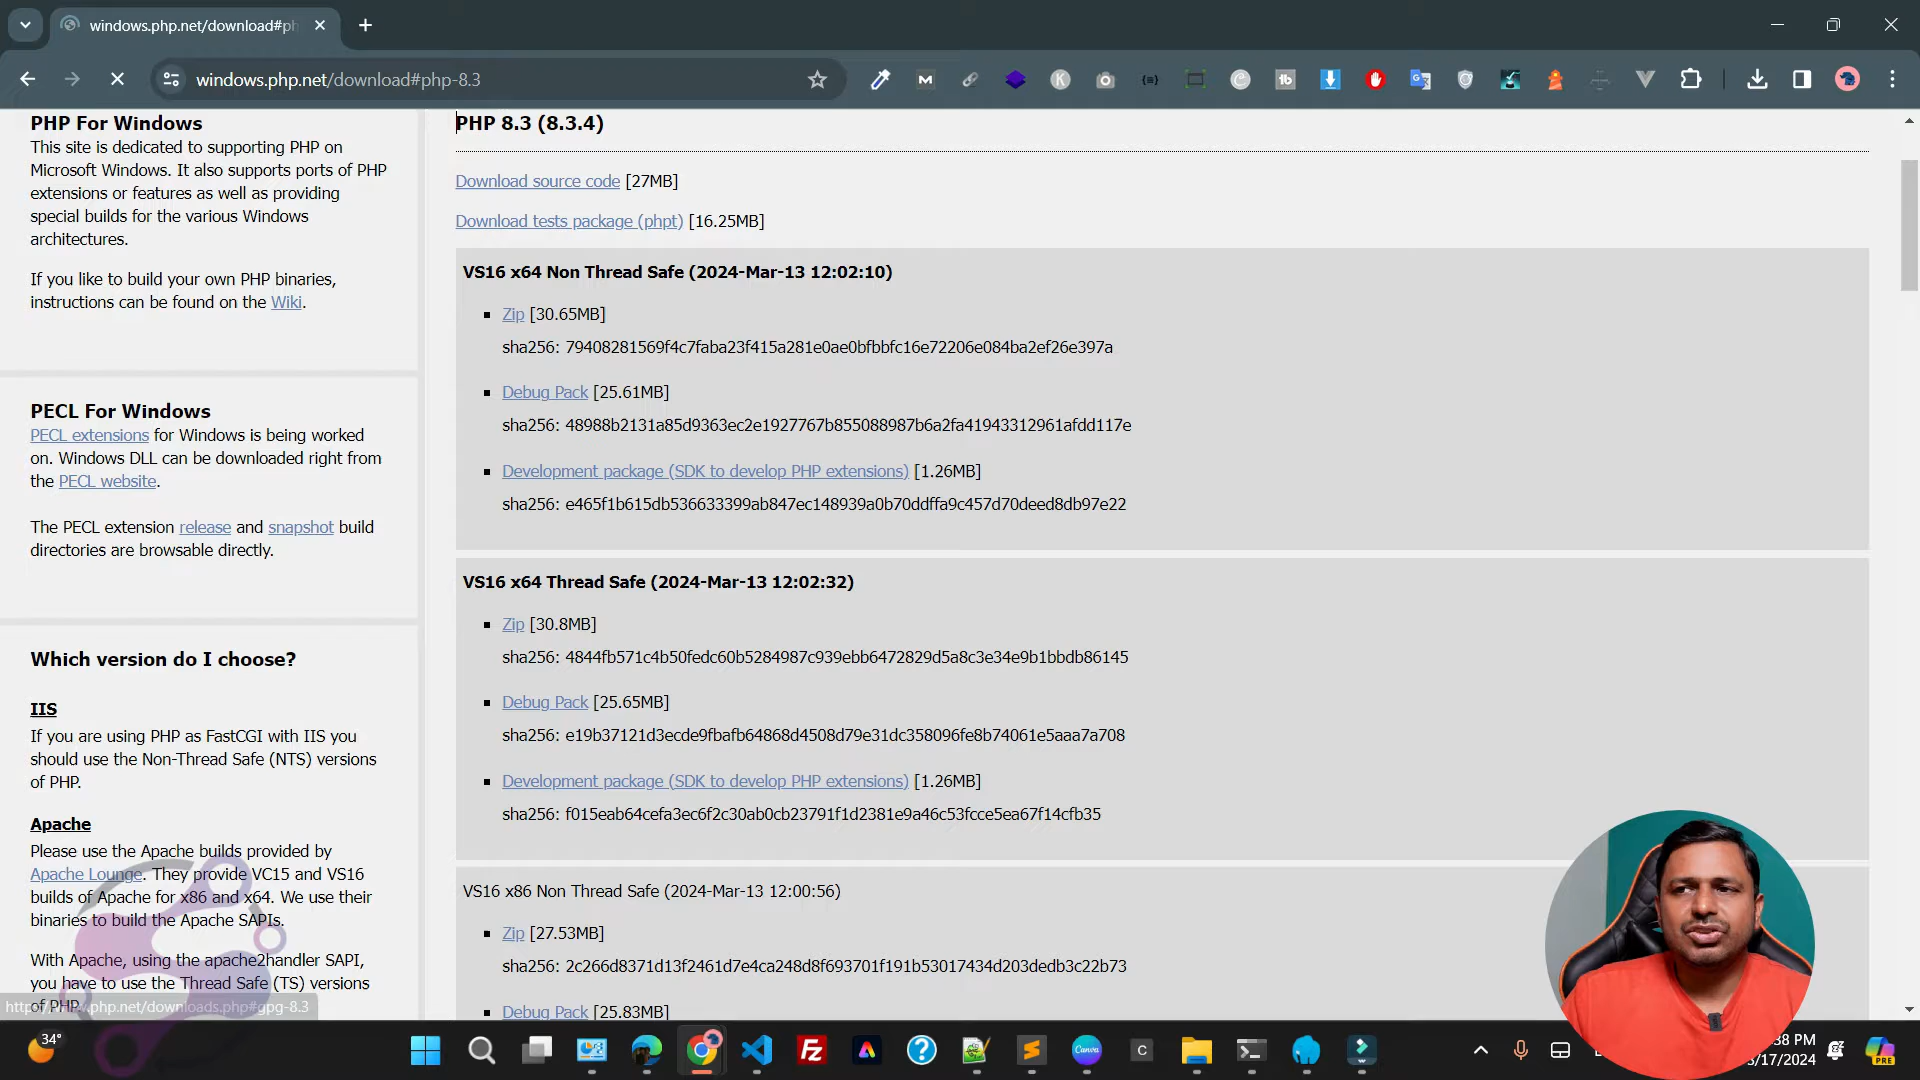 windows.php.net/download#ph
windows.php.net/download#php-8.3
PHP For Windows
This site is dedicated to supporting PHP on
Microsoft Windows. It also supports ports of PHP
extensions or features as well as providing
special builds for the various Windows
architectures.
If you like to build your own PHP binaries,
instructions can be found on the Wiki.
PECL For Windows
PECL extensions for Windows is being worked
on. Windows DLL can be downloaded right from
the PECL website.
The PECL extension release and snapshot build
directories are browsable directly.
Which version do I choose?
IIS
If you are using PHP as FastCGI with IIS you
should use the Non-Thread Safe (NTS) versions
of PHP.
Apache
Please use the Apache builds provided by
Apache Lounge. They provide VC15 and VS16
builds of Apache for x86 and x64. We use their
binaries to build the Apache SAPIs.
With Apache, using the apache2handler SAPI,
you have to use the Thread Safe (TS) versions
of PHP.
PHP 8.3 (8.3.4)
Download source code [27MB]
Download tests package (phpt) [16.25MB]
VS16 x64 Non Thread Safe (2024-Mar-13 12:02:10)
Zip [30.65MB]
sha256: 79408281569f4c7faba23f415a281e0ae0bfbbfc16e72206e084ba2ef26e397a
Debug Pack [25.61MB]
sha256: 48988b2131a85d9363ec2e1927767b855088987b6a2fa41943312961afdd117e
Development package (SDK to develop PHP extensions) [1.26MB]
sha256: e465f1b615db536633399ab847ec148939a0b70ddffa9c457d70deed8db97e22
VS16 x64 Thread Safe (2024-Mar-13 12:02:32)
Zip [30.8MB]
sha256: 4844fb571c4b50fedc60b5284987c939ebb6472829d5a8c3e34e9b1bbdb86145
Debug Pack [25.65MB]
sha256: e19b37121d3ecde9fbafb64868d4508d79e31dc358096fe8b74061e5aaa7a708
Development package (SDK to develop PHP extensions) [1.26MB]
sha256: f015eab64cefa3ec6f2c30ab0cb23791f1d2381e9a46c53fcce5ea67f14cfb35
VS16 x86 Non Thread Safe (2024-Mar-13 12:00:56)
Zip [27.53MB]
sha256: 2c266d8371d13f2461d7e4ca248d8f693701f191b53017434d203dedb3c22b73
Debug Pack [25.83MB]
34°
Canva
C
:38 PM
/17/2024
PRE